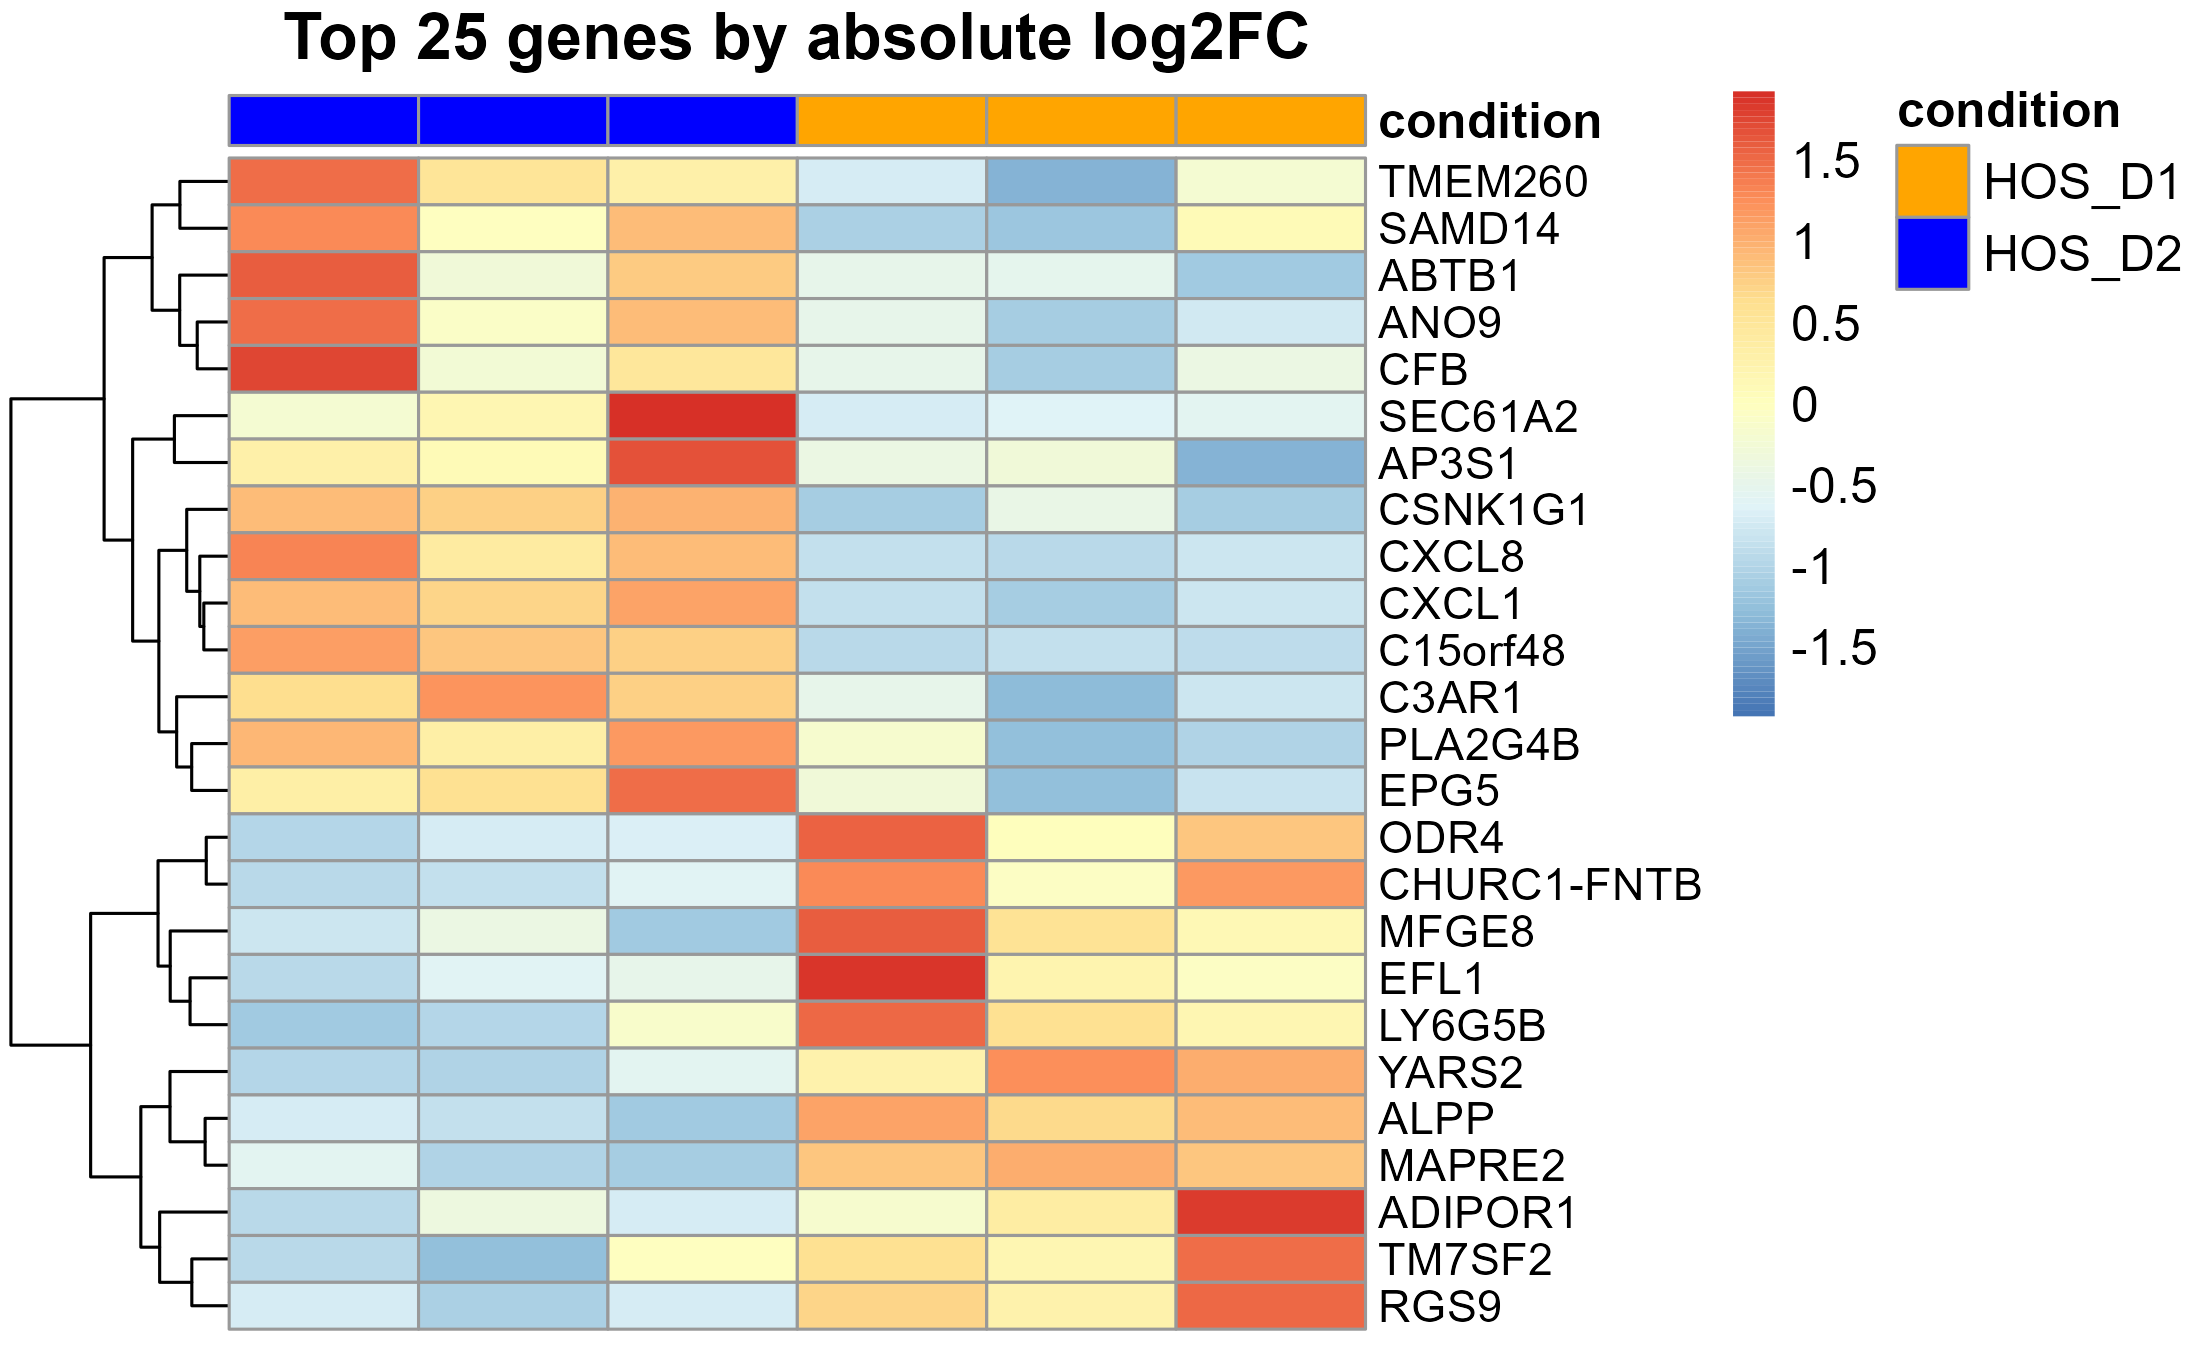 Top 25 genes by absolute log2FC
condition
TMEM260
SAMD14
ABTB1
ANO9
CFB
SEC61A2
AP3S1
CSNK1G1
CXCL8
CXCL1
C15orf48
C3AR1
PLA2G4B
EPG5
ODR4
CHURC1-FNTB
MFGE8
EFL1
LY6G5B
YARS2
ALPP
MAPRE2
ADIPOR1
TM7SF2
RGS9
1.5
1
0.5
0
-0.5
-1
-1.5
condition
HOS_D1
HOS_D2